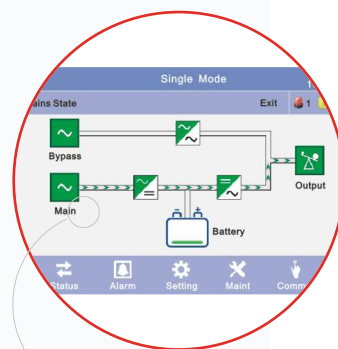 Single Mode
ains State
Exit
1
Bypass
Main
Output
- +
Battery
Status
Alarm
Setting
Maint
Comm